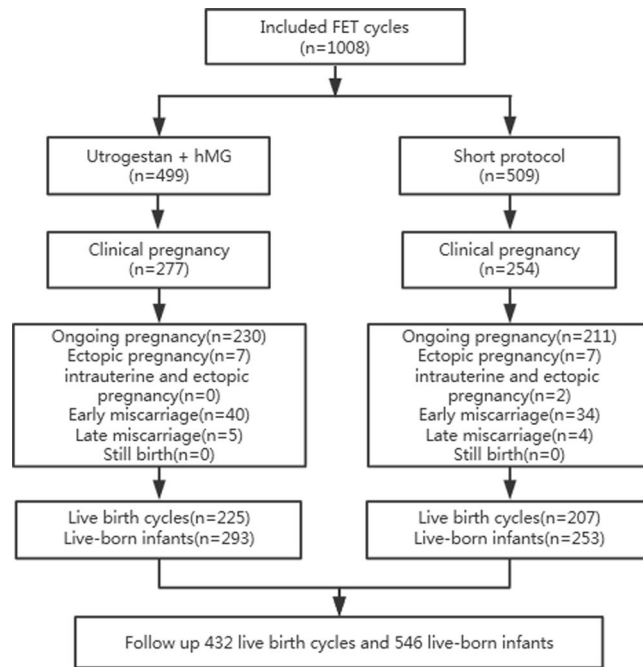 Included FET cycles
(n=1008)
Utrogestan + hMG
(n=499)
Short protocol
(n=509)
Clinical pregnancy
(n=277)
Clinical pregnancy
(n=254)
Ongoing pregnancy(n=230)
Ectopic pregnancy(n=7)
intrauterine and ectopic
pregnancy(n=0)
Early miscarriage(n=40)
Late miscarriage(n=5)
Still birth(n=0)
Ongoing pregnancy(n=211)
Ectopic pregnancy(n=7)
intrauterine and ectopic
pregnancy(n=2)
Early miscarriage(n=34)
Late miscarriage(n=4)
Still birth(n=0)
Live birth cycles(n=225)
Live-born infants(n=293)
Live birth cycles(n=207)
Live-born infants(n=253)
Follow up 432 live birth cycles and 546 live-born infants